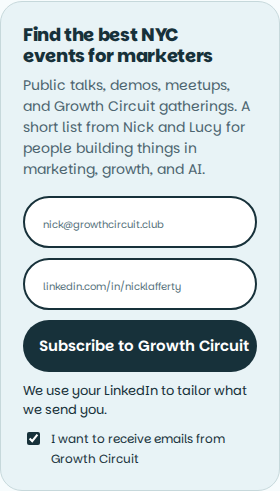 Find the best NYC
events for marketers
Public talks, demos, meetups,
and Growth Circuit gatherings. A
short list from Nick and Lucy for
people building things in
marketing, growth, and AI.
nick@growthcircuit.club
linkedin.com/in/nicklafferty
Subscribe to Growth Circuit
We use your LinkedIn to tailor what
we send you.
I want to receive emails from
Growth Circuit